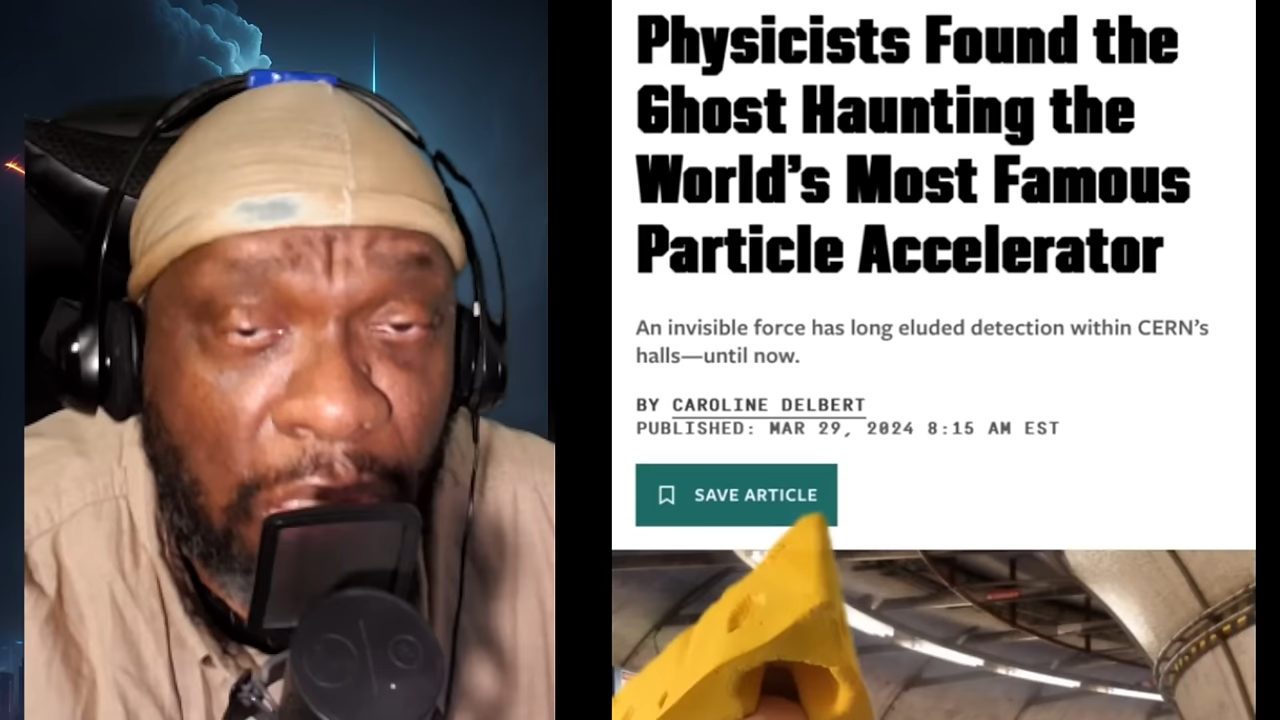 Physicists Found the
Ghost Haunting the
World's Most Famous
Particle Accelerator
An invisible force has long eluded detection within CERN's
halls—until now.
BY CAROLINE DELBERT
PUBLISHED: MAR 29, 2024 8:15 AM EST
SAVE ARTICLE